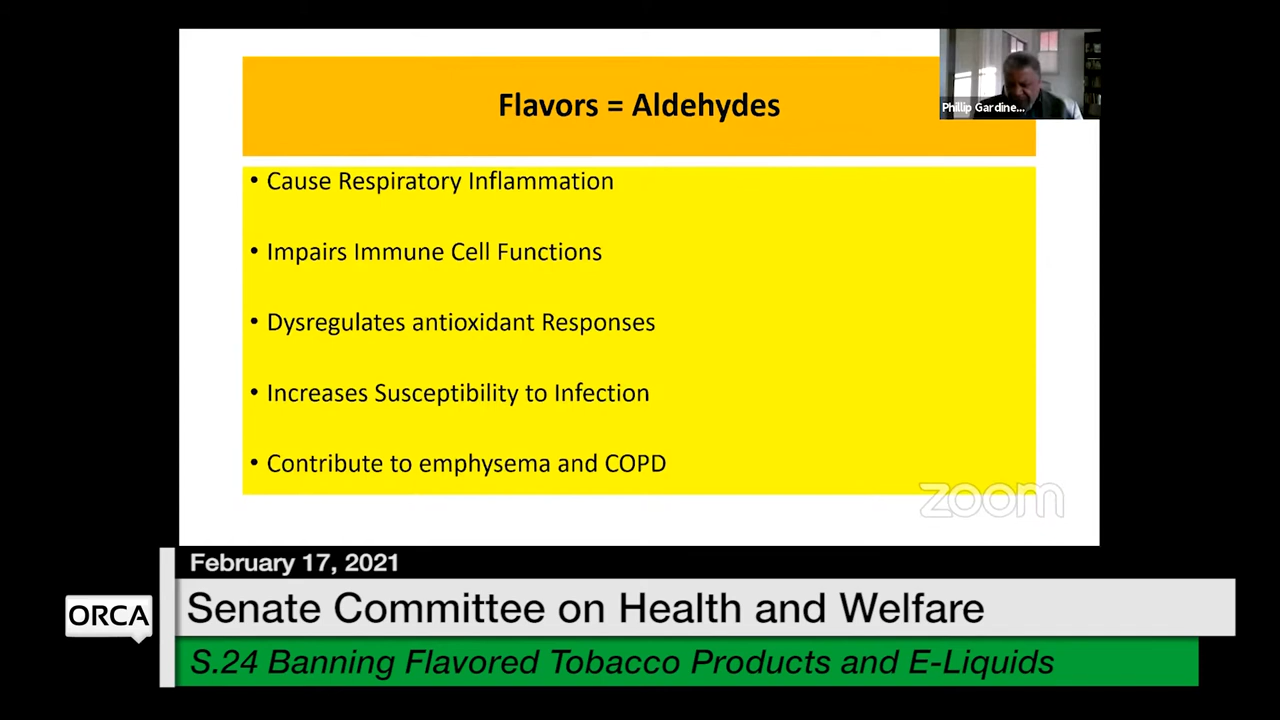 Flavors = Aldehydes
Phillip Gardine...
• Cause Respiratory Inflammation
• Impairs Immune Cell Functions
• Dysregulates antioxidant Responses
• Increases Susceptibility to Infection
• Contribute to emphysema and COPD
zoom
February 17, 2021
ORCA
Senate Committee on Health and Welfare
S.24 Banning Flavored Tobacco Products and E-Liquids